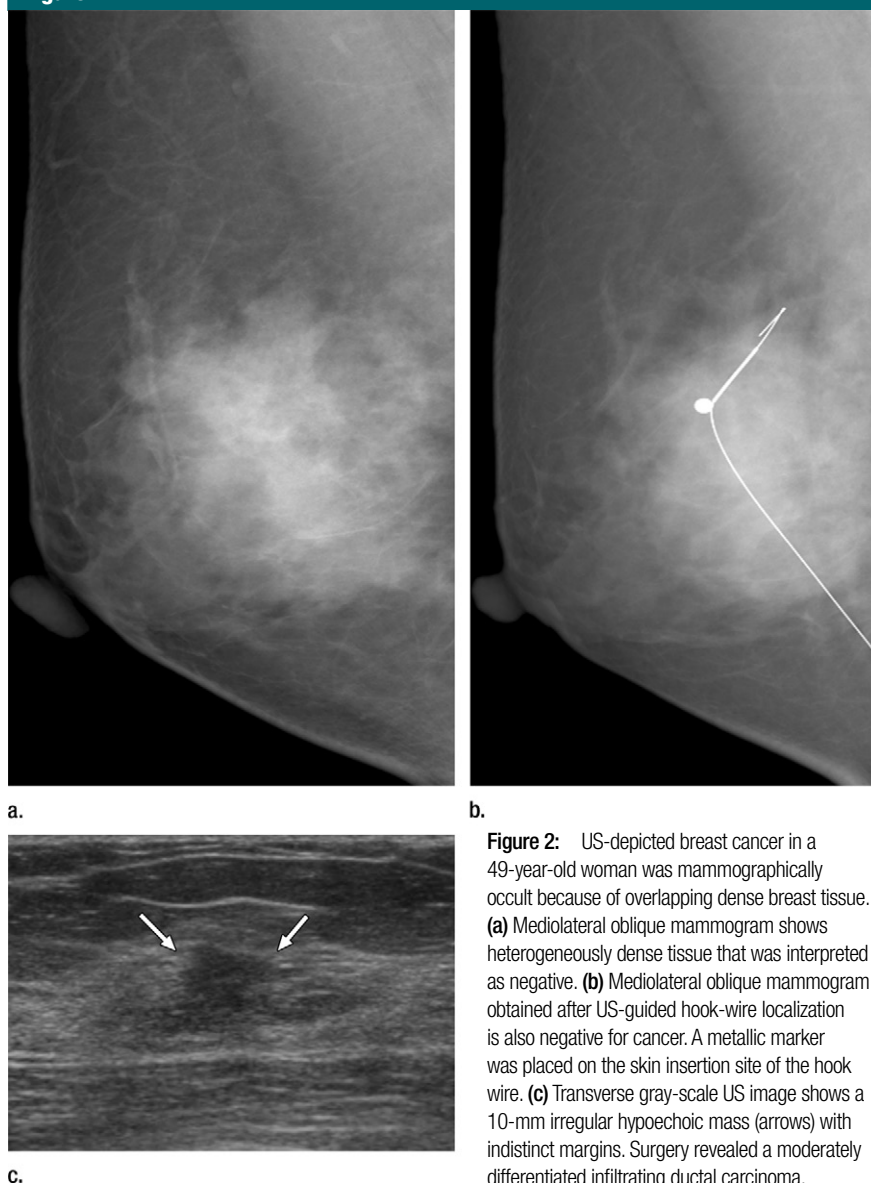 a.
b.
Figure 2: US-depicted breast cancer in a
49-year-old woman was mammographically
occult because of overlapping dense breast tissue.
(a) Mediolateral oblique mammogram shows
heterogeneously dense tissue that was interpreted
as negative. (b) Mediolateral oblique mammogram
obtained after US-guided hook-wire localization
is also negative for cancer. A metallic marker
was placed on the skin insertion site of the hook
wire. (c) Transverse gray-scale US image shows a
10-mm irregular hypoechoic mass (arrows) with
indistinct margins. Surgery revealed a moderately
differentiated infiltrating ductal carcinoma.
c.